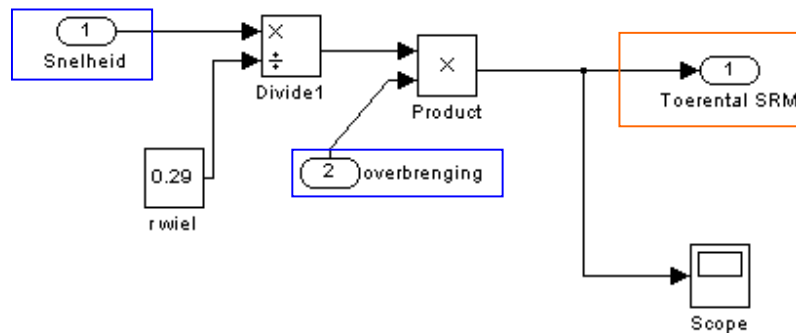 1
Snelheid
×
÷
Divide1
×
Product
1
Toerental SRM
0.29
rwiel
2
overbrenging
Scope